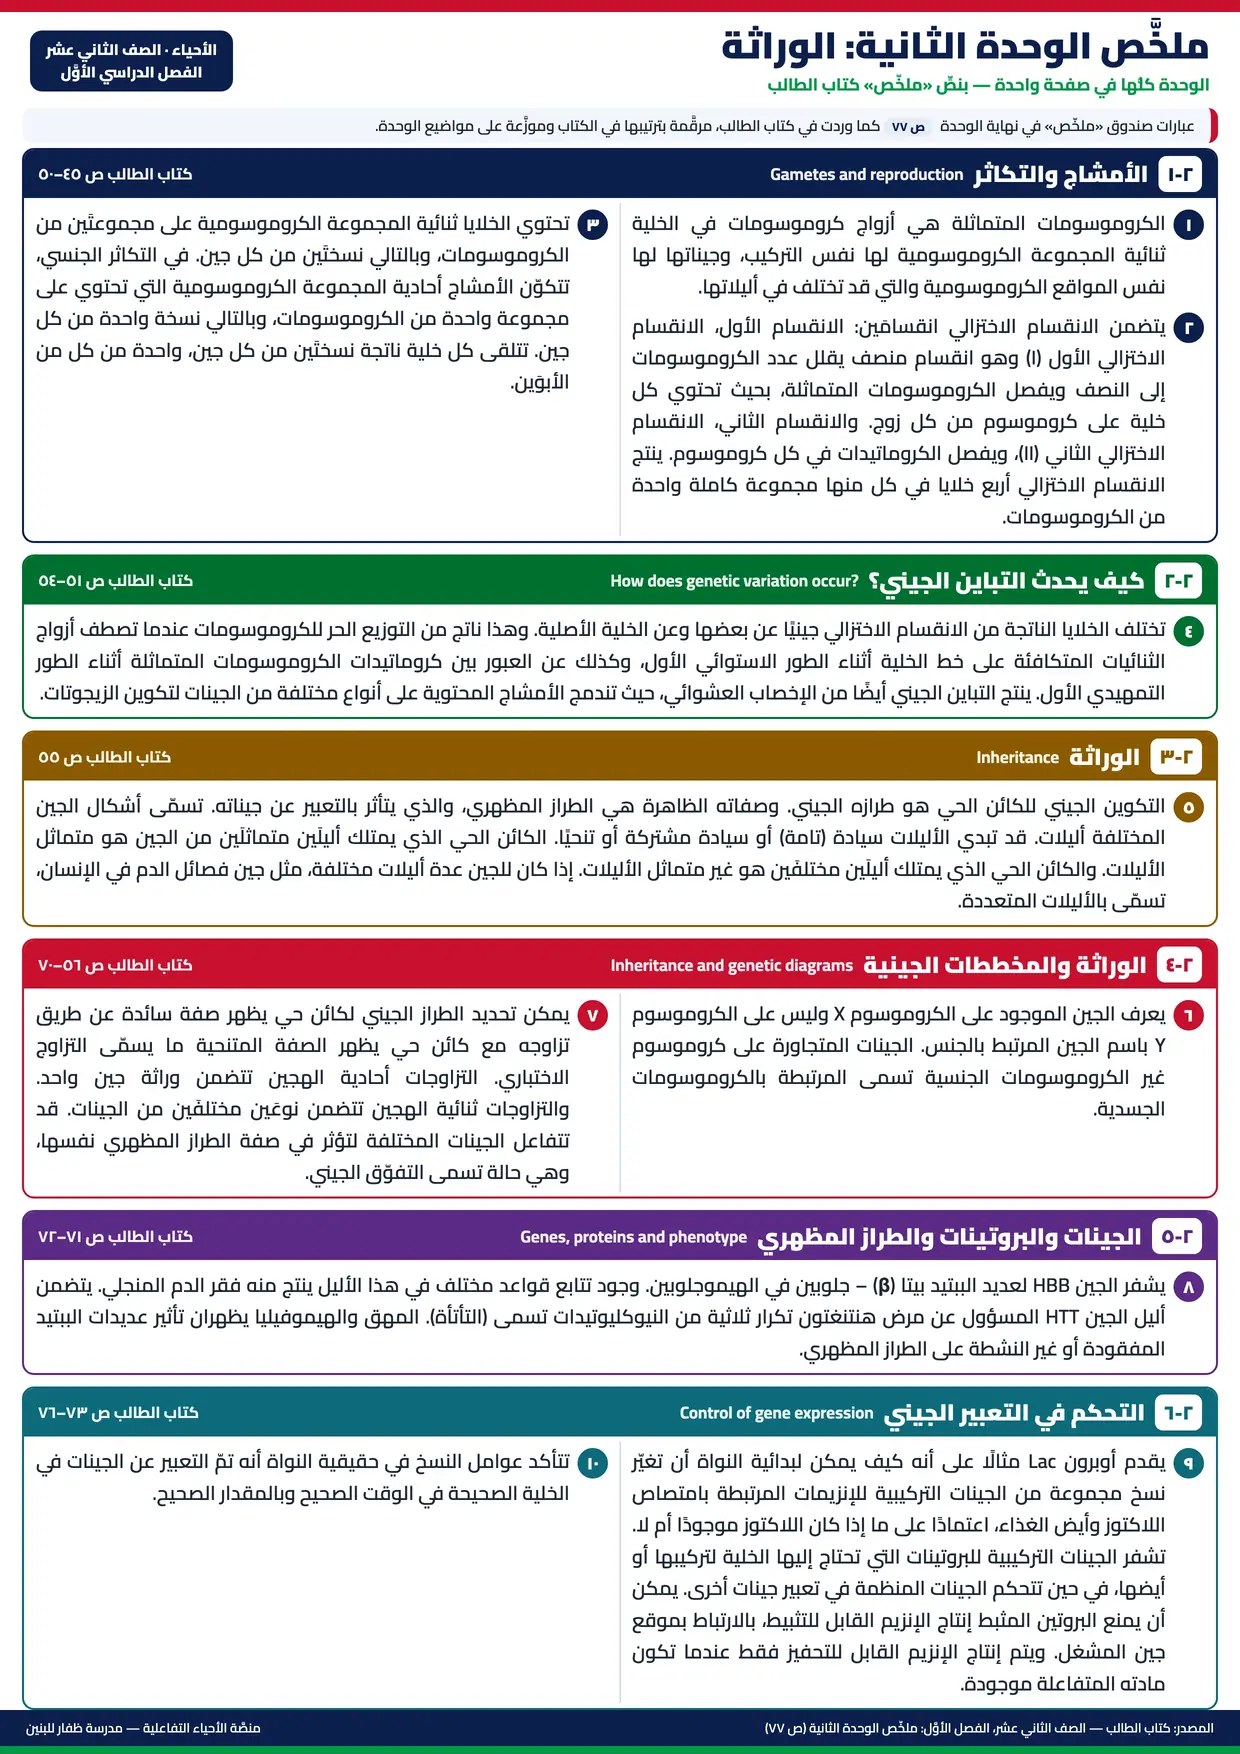 ملخَّص الوحدة الثانية: الوراثة
الوحدة كلّها في صفحة واحدة — بنصّ «ملخّص» كتاب الطالب
الأحياء · الصف الثاني عشر
الفصل الدراسي الأوّل
عبارات صندوق «ملخّص» في نهاية الوحدة ص ٧٧ كما وردت في كتاب الطالب، مرقَّمة بترتيبها في الكتاب وموزَّعة على مواضيع الوحدة.
٢-١ الأمشاج والتكاثر Gametes and reproduction كتاب الطالب ص ٤٥–٥٠
١ الكروموسومات المتماثلة هي أزواج كروموسومات في الخلية
ثنائية المجموعة الكروموسومية لها نفس التركيب، وجيناتها لها
نفس المواقع الكروموسومية والتي قد تختلف في أليلاتها.
٢ يتضمن الانقسام الاختزالي انقسامَين: الانقسام الأول، الانقسام
الاختزالي الأول (I) وهو انقسام منصف يقلل عدد الكروموسومات
إلى النصف ويفصل الكروموسومات المتماثلة، بحيث تحتوي كل
خلية على كروموسوم من كل زوج. والانقسام الثاني، الانقسام
الاختزالي الثاني (II)، ويفصل الكروماتيدات في كل كروموسوم. ينتج
الانقسام الاختزالي أربع خلايا في كل منها مجموعة كاملة واحدة
من الكروموسومات.
٣ تحتوي الخلايا ثنائية المجموعة الكروموسومية على مجموعتَين من
الكروموسومات، وبالتالي نسختَين من كل جين. في التكاثر الجنسي،
تتكوّن الأمشاج أحادية المجموعة الكروموسومية التي تحتوي على
مجموعة واحدة من الكروموسومات، وبالتالي نسخة واحدة من كل
جين. تتلقى كل خلية ناتجة نسختَين من كل جين، واحدة من كل من
الأبوَين.
٢-٢ كيف يحدث التباين الجيني؟ How does genetic variation occur? كتاب الطالب ص ٥١–٥٤
٤ تختلف الخلايا الناتجة من الانقسام الاختزالي جينيًا عن بعضها وعن الخلية الأصلية. وهذا ناتج من التوزيع الحر للكروموسومات عندما تصطف أزواج
الثنائيات المتكافئة على خط الخلية أثناء الطور الاستوائي الأول، وكذلك عن العبور بين كروماتيدات الكروموسومات المتماثلة أثناء الطور
التمهيدي الأول. ينتج التباين الجيني أيضًا من الإخصاب العشوائي، حيث تندمج الأمشاج المحتوية على أنواع مختلفة من الجينات لتكوين الزيجوتات.
٢-٣ الوراثة Inheritance كتاب الطالب ص ٥٥
٥ التكوين الجيني للكائن الحي هو طرازه الجيني. وصفاته الظاهرة هي الطراز المظهري، والذي يتأثر بالتعبير عن جيناته. تسمّى أشكال الجين
المختلفة أليلات. قد تبدي الأليلات سيادة (تامة) أو سيادة مشتركة أو تنحيًا. الكائن الحي الذي يمتلك أليلَين متماثلَين من الجين هو متماثل
الأليلات. والكائن الحي الذي يمتلك أليلَين مختلفَين هو غير متماثل الأليلات. إذا كان للجين عدة أليلات مختلفة، مثل جين فصائل الدم في الإنسان،
تسمّى بالأليلات المتعددة.
٢-٤ الوراثة والمخططات الجينية Inheritance and genetic diagrams كتاب الطالب ص ٥٦–٧٠
٦ يعرف الجين الموجود على الكروموسوم X وليس على الكروموسوم
Y باسم الجين المرتبط بالجنس. الجينات المتجاورة على كروموسوم
غير الكروموسومات الجنسية تسمى المرتبطة بالكروموسومات
الجسدية.
٧ يمكن تحديد الطراز الجيني لكائن حي يظهر صفة سائدة عن طريق
تزاوجه مع كائن حي يظهر الصفة المتنحية ما يسمّى التزاوج
الاختباري. التزاوجات أحادية الهجين تتضمن وراثة جين واحد.
والتزاوجات ثنائية الهجين تتضمن نوعَين مختلفَين من الجينات. قد
تتفاعل الجينات المختلفة لتؤثر في صفة الطراز المظهري نفسها،
وهي حالة تسمى التفوّق الجيني.
٢-٥ الجينات والبروتينات والطراز المظهري Genes, proteins and phenotype كتاب الطالب ص ٧١–٧٢
٨ يشفر الجين HBB لعديد الببتيد بيتا (β) – جلوبين في الهيموجلوبين. وجود تتابع قواعد مختلف في هذا الأليل ينتج منه فقر الدم المنجلي. يتضمن
أليل الجين HTT المسؤول عن مرض هنتنغتون تكرار ثلاثية من النيوكليوتيدات تسمى (التأتأة). المهق والهيموفيليا يظهران تأثير عديدات الببتيد
المفقودة أو غير النشطة على الطراز المظهري.
٢-٦ التحكم في التعبير الجيني Control of gene expression كتاب الطالب ص ٧٣–٧٦
٩ يقدم أوبرون Lac مثالًا على أنه كيف يمكن لبدائية النواة أن تغيّر
نسخ مجموعة من الجينات التركيبية للإنزيمات المرتبطة بامتصاص
اللاكتوز وأيض الغذاء، اعتمادًا على ما إذا كان اللاكتوز موجودًا أم لا.
تشفر الجينات التركيبية للبروتينات التي تحتاج إليها الخلية لتركيبها أو
أيضها، في حين تتحكم الجينات المنظمة في تعبير جينات أخرى. يمكن
أن يمنع البروتين المثبط إنتاج الإنزيم القابل للتثبيط، بالارتباط بموقع
جين المشغل. ويتم إنتاج الإنزيم القابل للتحفيز فقط عندما تكون
مادته المتفاعلة موجودة.
١٠ تتأكد عوامل النسخ في حقيقية النواة أنه تمّ التعبير عن الجينات في
الخلية الصحيحة في الوقت الصحيح وبالمقدار الصحيح.
المصدر: كتاب الطالب — الصف الثاني عشر، الفصل الأوّل: ملخّص الوحدة الثانية (ص ٧٧)
منصّة الأحياء التفاعلية — مدرسة ظفار للبنين